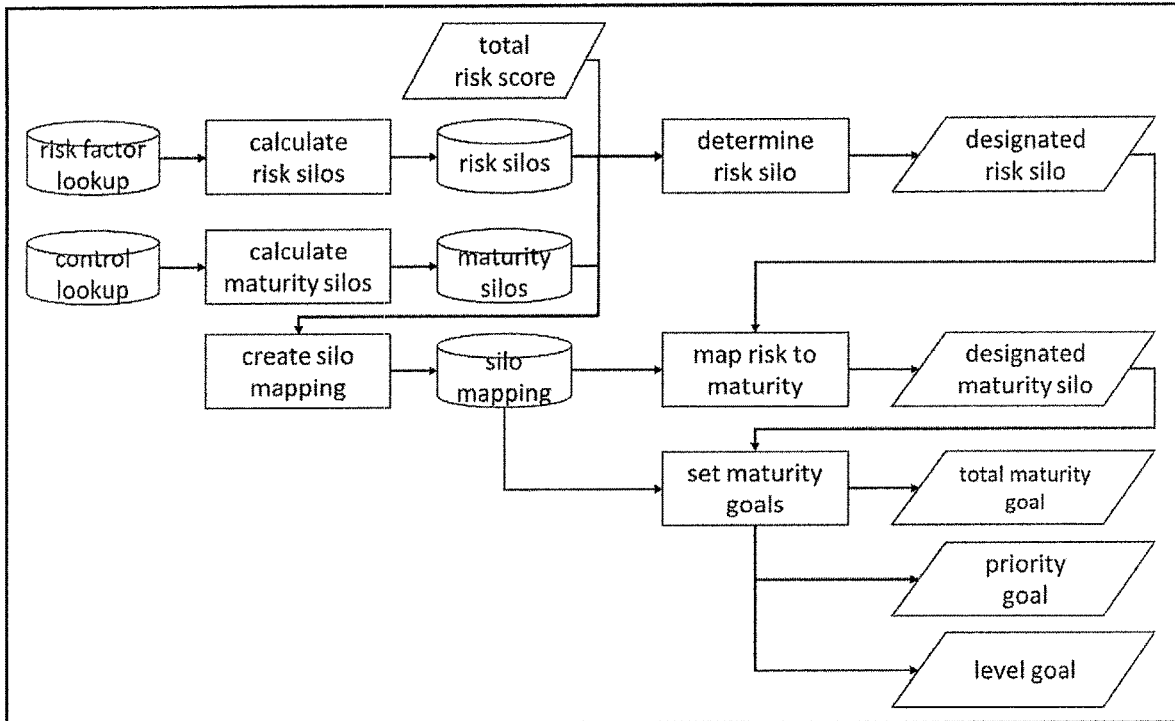 total
risk score
risk factor
lookup
calculate
risk silos
risk silos
determine
risk silo
designated
risk silo
control
lookup
calculate
maturity silos
maturity
silos
create silo
mapping
silo
mapping
map risk to
maturity
designated
maturity silo
set maturity
goals
total maturity
goal
priority
goal
level goal